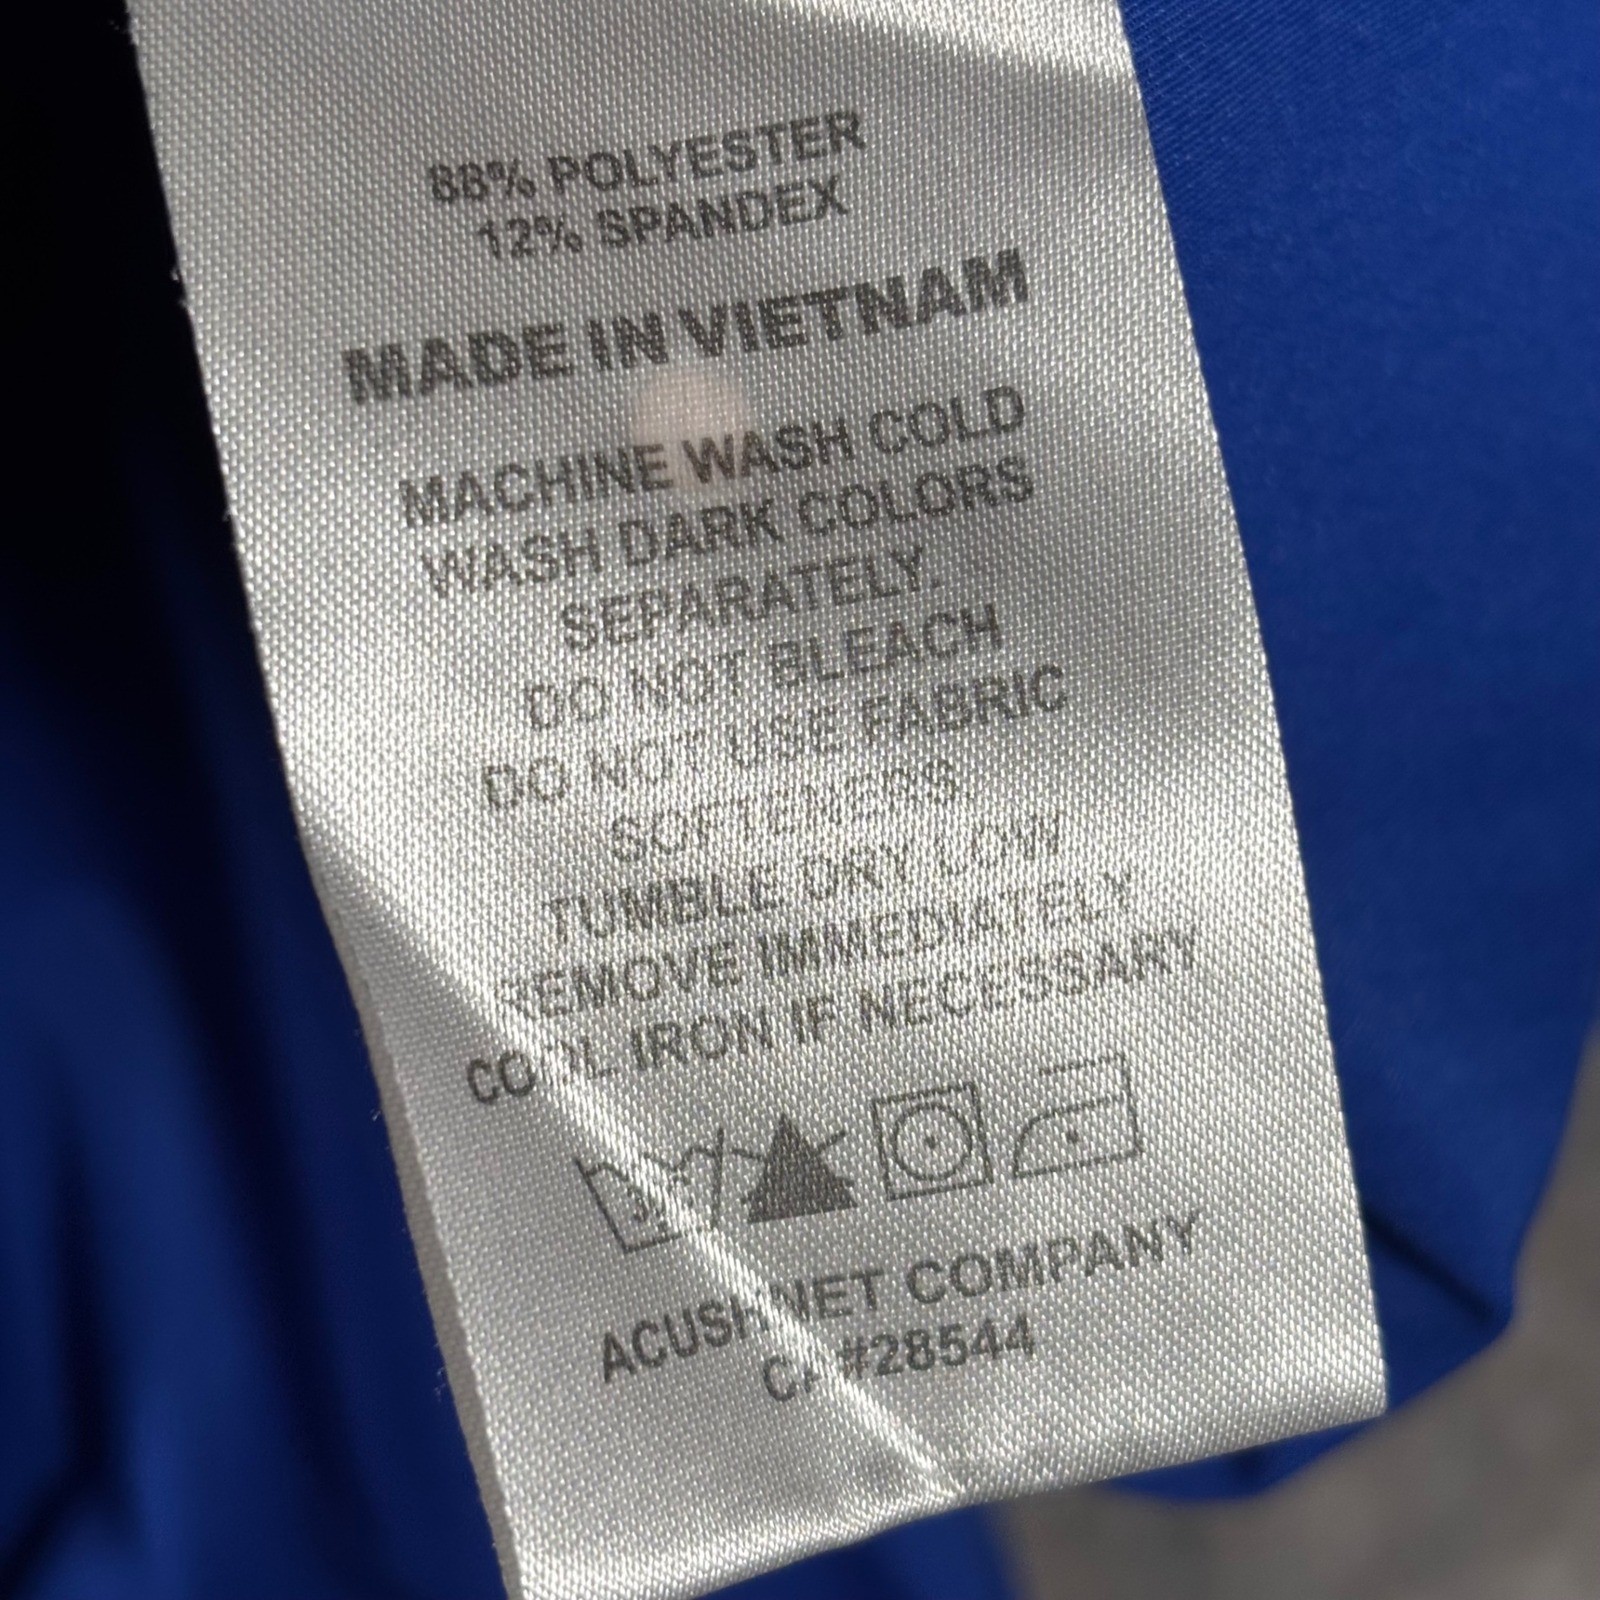 88% POLYESTER
12% SPANDEX
MADE IN VIETNAM
MACHINE WASH COLD
WASH DARK COLORS
SEPARATELY.
DO NOT BLEACH
DO NOT USE FABRIC
SOFTENERS.
TUMBLE DRY LOW
REMOVE IMMEDIATELY
COOL IRON IF NECESSARY
ACUSHNET COMPANY
CA#28544